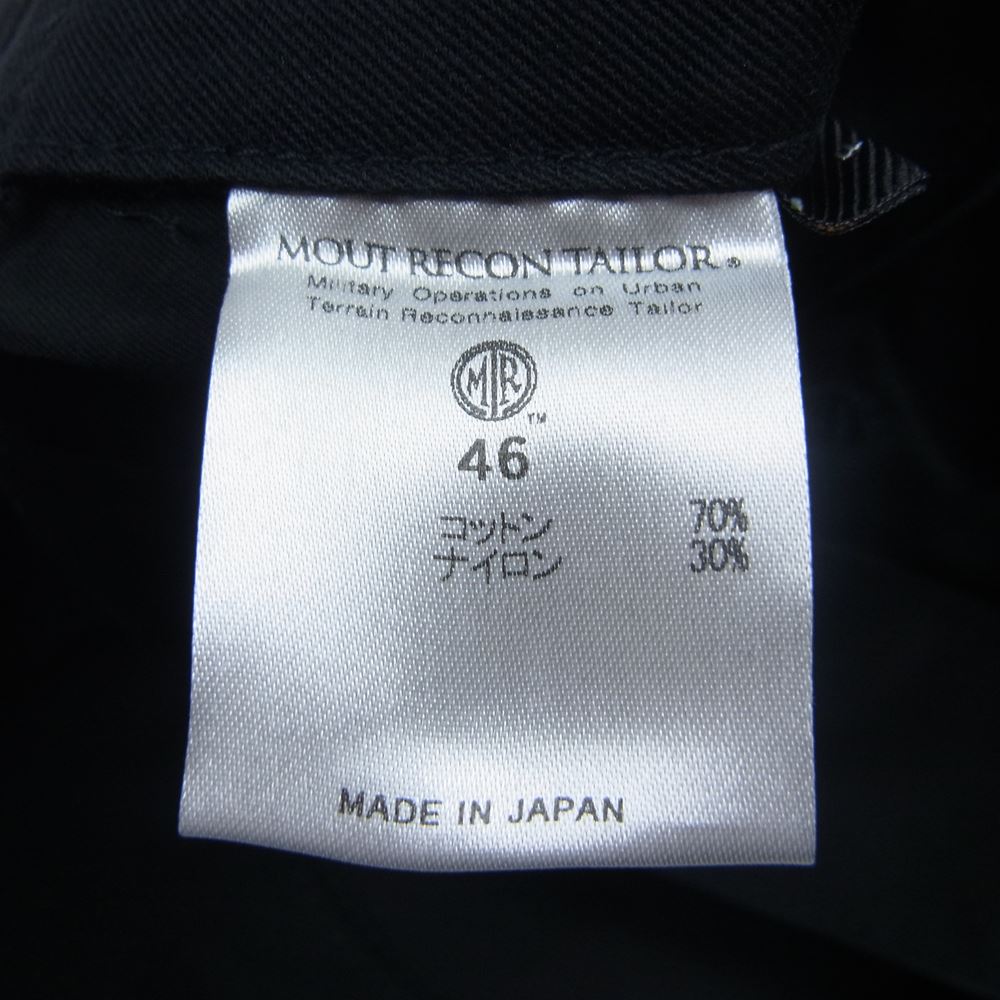 MOUT RECON TAILOR®
Military Operations on Urban
Terrain Reconnaissance Tailor
MTR
™
46
コットン 70%
ナイロン 30%
MADE IN JAPAN